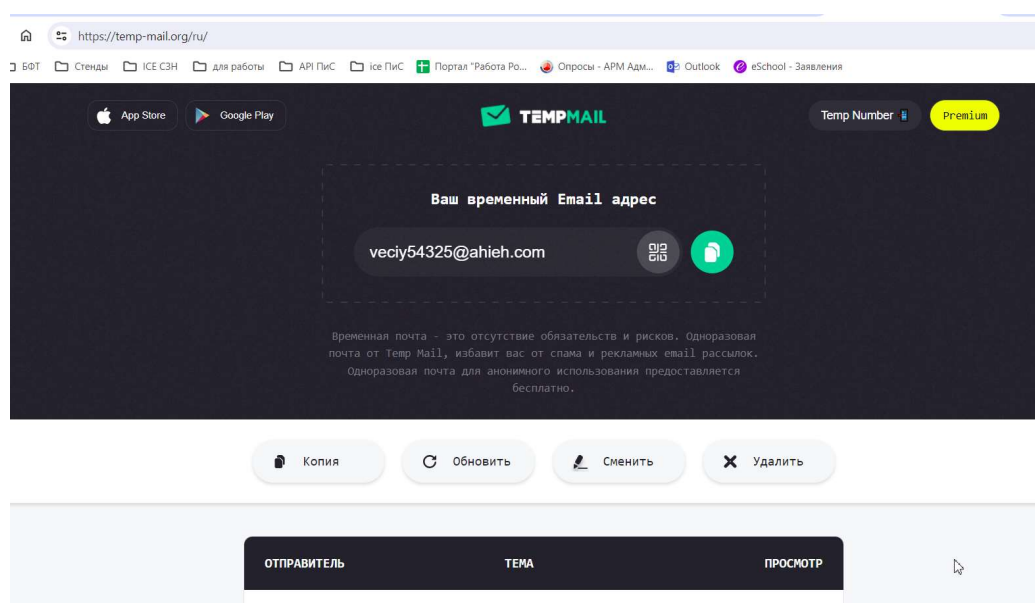 https://temp-mail.org/ru/
БФТ Стенды ICE СЗН для работы API ПиС ice ПиС Портал "Работа Ро... Опросы - АРМ Адм... Outlook eSchool - Заявления
App Store Google Play TEMPMAIL Temp Number Premium
Ваш временный Email адрес
veciy54325@ahieh.com
Временная почта - это отсутствие обязательств и рисков. Одноразовая
почта от Temp Mail, избавит вас от спама и рекламных email рассылок.
Одноразовая почта для анонимного использования предоставляется
бесплатно.
Копия Обновить Сменить Удалить
ОТПРАВИТЕЛЬ ТЕМА ПРОСМОТР